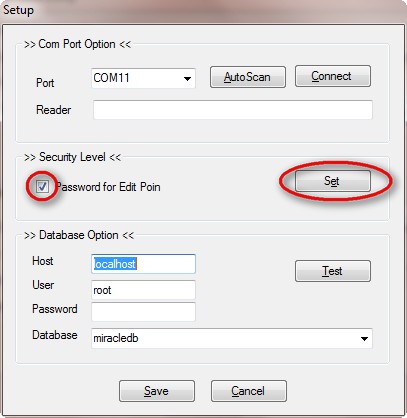 Setup
>> Com Port Option <<
Port COM11 AutoScan Connect
Reader
>> Security Level <<
Password for Edit Poin Set
>> Database Option <<
Host localhost
User root Test
Password
Database miracledb
Save Cancel